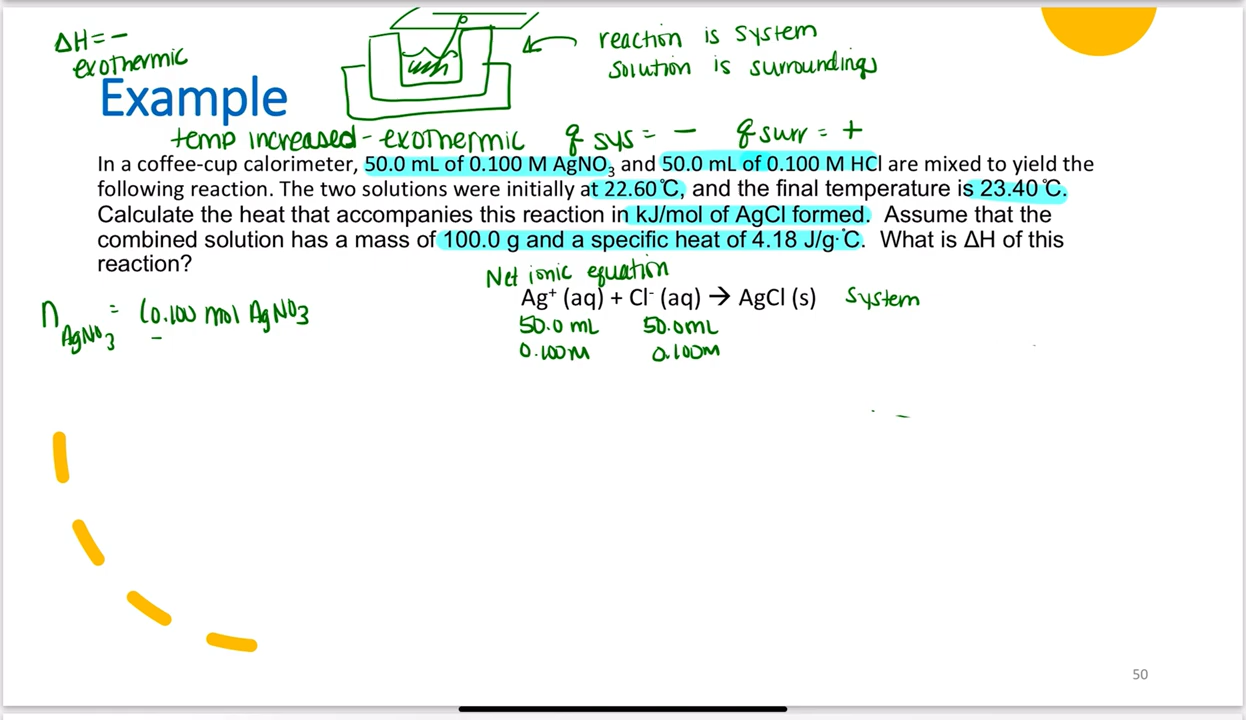 ΔH = -
exothermic
reaction is system
solution is surroundings
Example
temp increased - exothermic q sys = - q surr = +
In a coffee-cup calorimeter, 50.0 mL of 0.100 M AgNO₃ and 50.0 mL of 0.100 M HCl are mixed to yield the
following reaction. The two solutions were initially at 22.60°C, and the final temperature is 23.40°C.
Calculate the heat that accompanies this reaction in kJ/mol of AgCl formed. Assume that the
combined solution has a mass of 100.0 g and a specific heat of 4.18 J/g·°C. What is ΔH of this
reaction?
Net ionic equation
Ag⁺ (aq) + Cl⁻ (aq) → AgCl (s) system
n AgNO₃ = (0.100 mol AgNO₃
50.0 mL 50.0mL
0.100M 0.100M
50